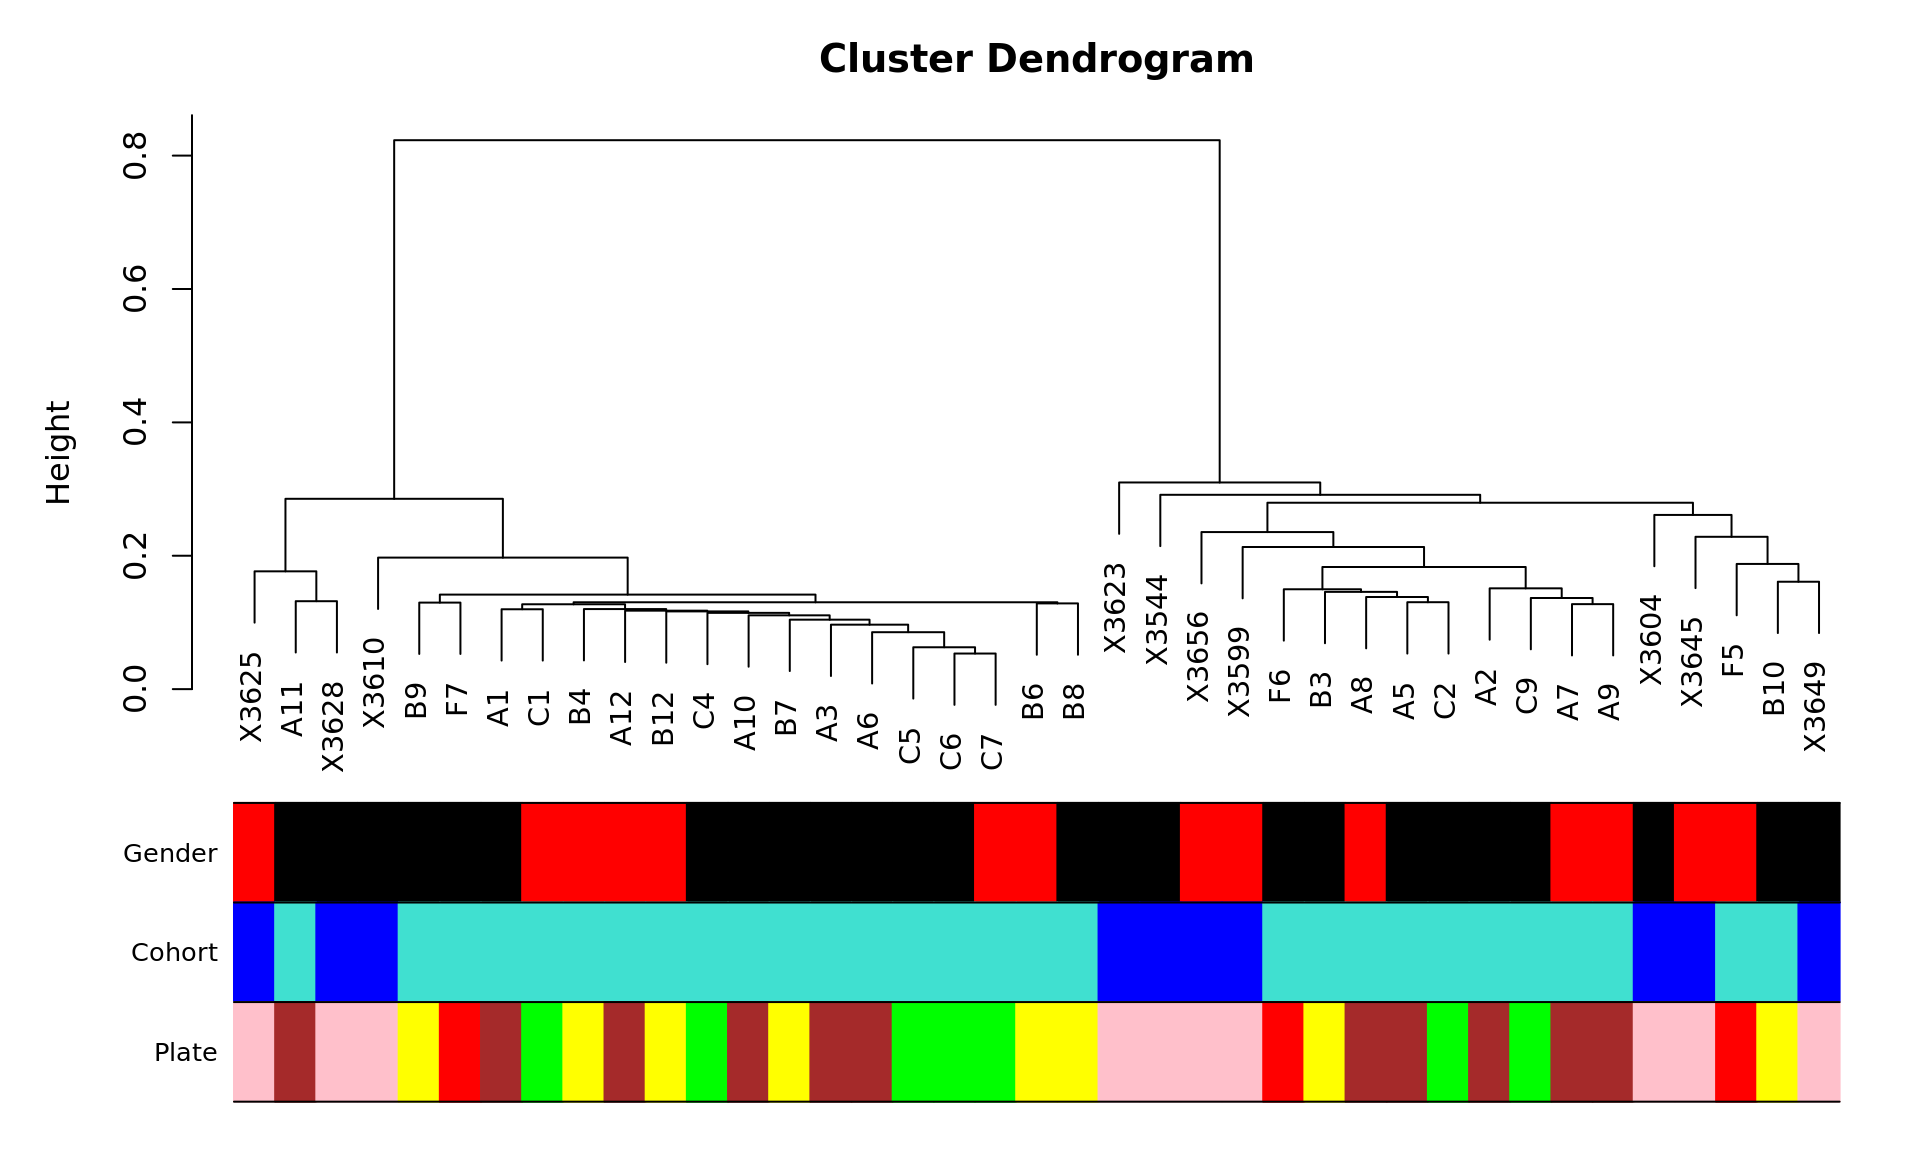 Cluster Dendrogram
Height
0.8
0.6
0.4
0.2
0.0
X3625
A11
X3628
X3610
B9
F7
A1
C1
B4
A12
B12
C4
A10
B7
A3
A6
C5
C6
C7
B6
B8
X3623
X3544
X3656
X3599
F6
B3
A8
A5
C2
A2
C9
A7
A9
X3604
X3645
F5
B10
X3649
Gender
Cohort
Plate